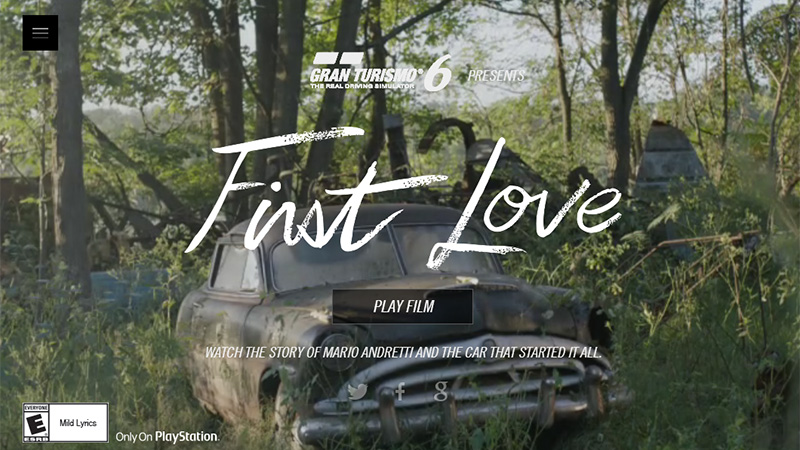 GRAN TURISMO® 6 PRESENTS
THE REAL DRIVING SIMULATOR
First Love
PLAY FILM
WATCH THE STORY OF MARIO ANDRETTI AND THE CAR THAT STARTED IT ALL.
EVERYONE
E
ESRB
Mild Lyrics
Only On PlayStation